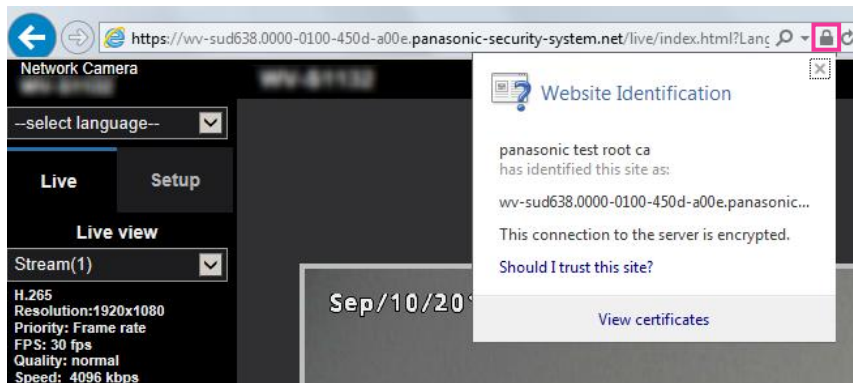 https://wv-sud638.0000-0100-450d-a00e.panasonic-security-system.net/live/index.html?Lang
Network Camera
--select language--
Live
Setup
Live view
Stream(1)
H.265
Resolution:1920x1080
Priority: Frame rate
FPS: 30 fps
Quality: normal
Speed: 4096 kbps
Sep/10/20
Website Identification
panasonic test root ca
has identified this site as:
wv-sud638.0000-0100-450d-a00e.panasonic...
This connection to the server is encrypted.
Should I trust this site?
View certificates